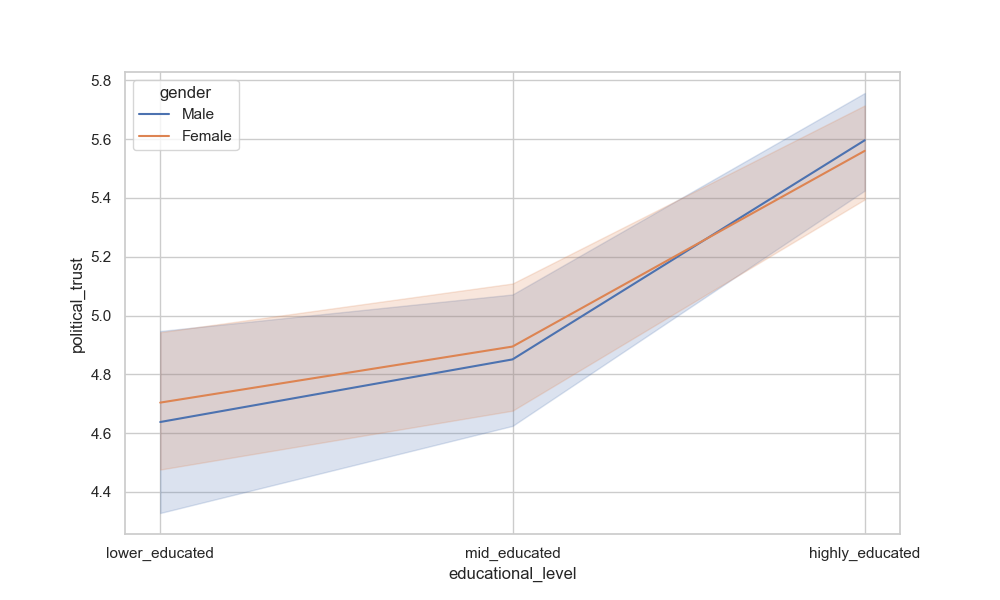 gender
Male
Female
5.8
5.6
5.4
5.2
5.0
4.8
4.6
4.4
political_trust
lower_educated mid_educated highly_educated
educational_level